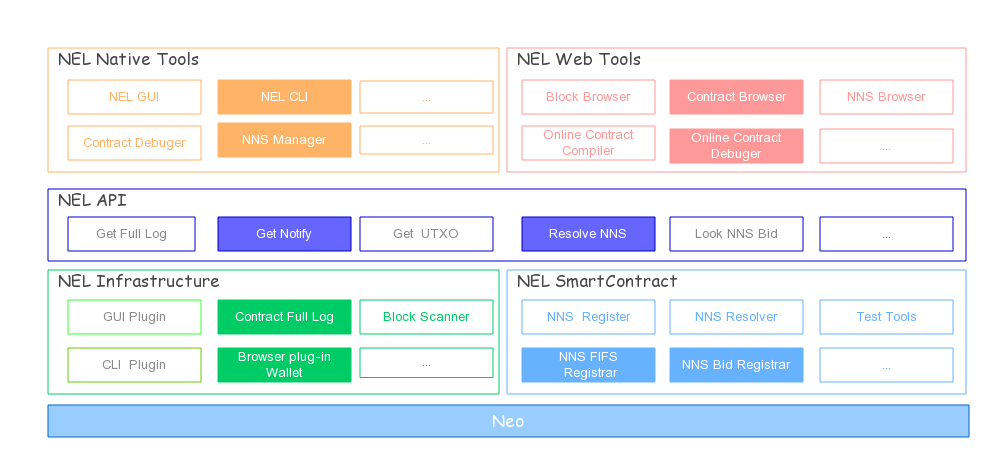 NEL Native Tools
NEL GUI
NEL CLI
...
Contract Debuger
NNS Manager
...
NEL Web Tools
Block Browser
Contract Browser
NNS Browser
Online Contract
Compiler
Online Contract
Debuger
...
NEL API
Get Full Log
Get Notify
Get UTXO
Resolve NNS
Look NNS Bid
...
NEL Infrastructure
GUI Plugin
Contract Full Log
Block Scanner
CLI Plugin
Browser plug-in
Wallet
...
NEL SmartContract
NNS Register
NNS Resolver
Test Tools
NNS FIFS
Registrar
NNS Bid Registrar
...
Neo